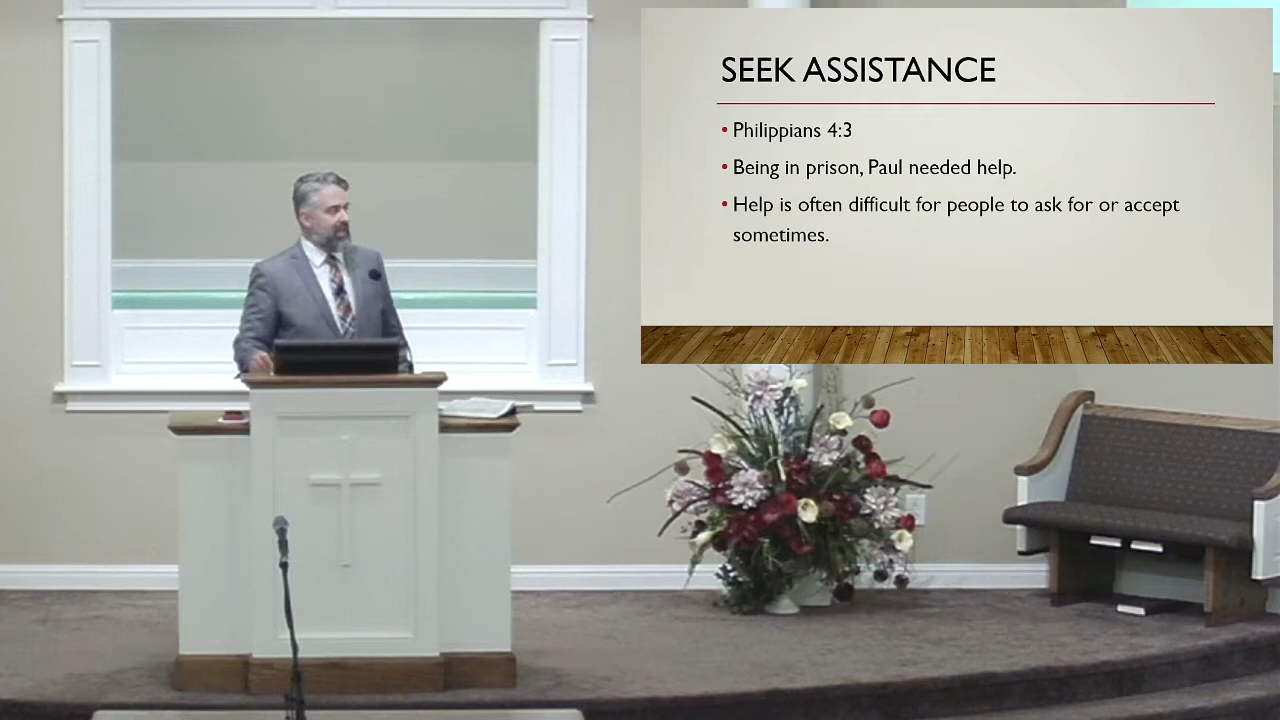 SEEK ASSISTANCE
• Philippians 4:3
• Being in prison, Paul needed help.
• Help is often difficult for people to ask for or accept
sometimes.